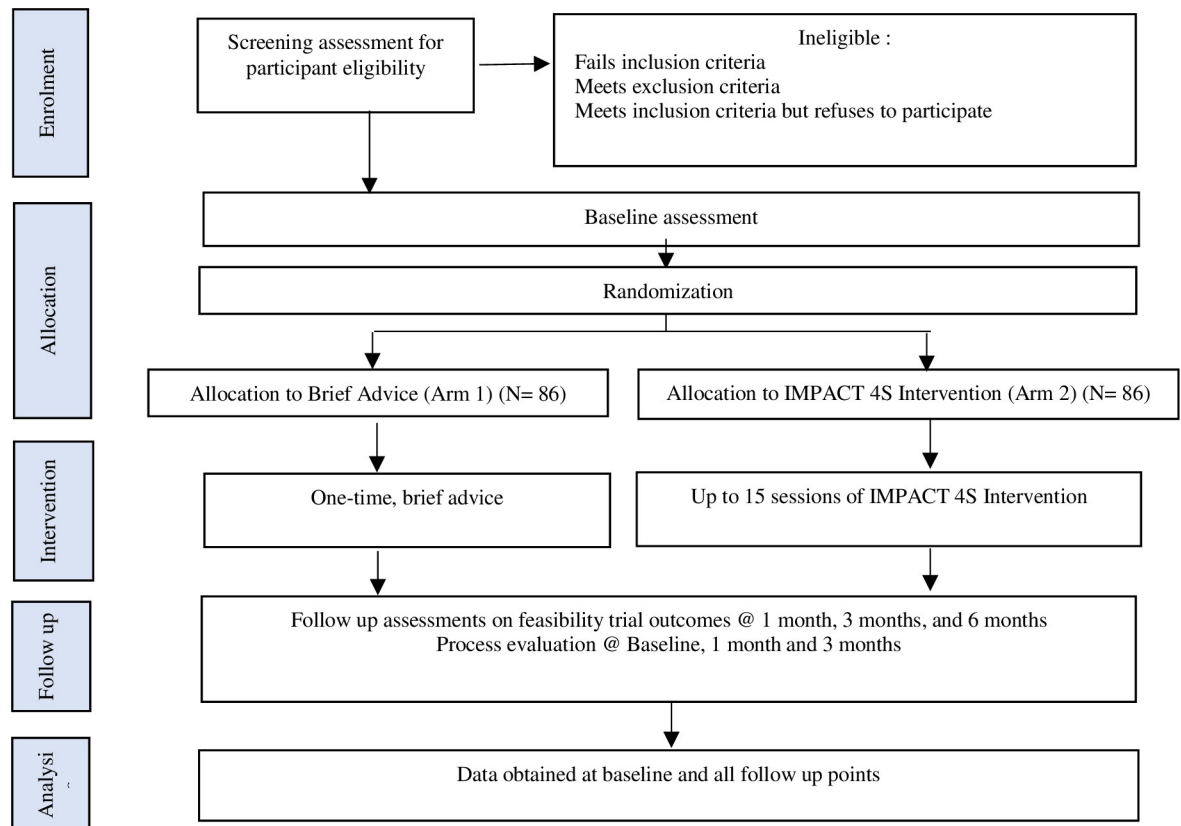 Enrolment
Screening assessment for
participant eligibility
Ineligible :
Fails inclusion criteria
Meets exclusion criteria
Meets inclusion criteria but refuses to participate
Allocation
Baseline assessment
Randomization
Allocation to Brief Advice (Arm 1) (N= 86)
Allocation to IMPACT 4S Intervention (Arm 2) (N= 86)
Intervention
One-time, brief advice
Up to 15 sessions of IMPACT 4S Intervention
Follow up
Follow up assessments on feasibility trial outcomes @ 1 month, 3 months, and 6 months
Process evaluation @ Baseline, 1 month and 3 months
Analysi
Data obtained at baseline and all follow up points